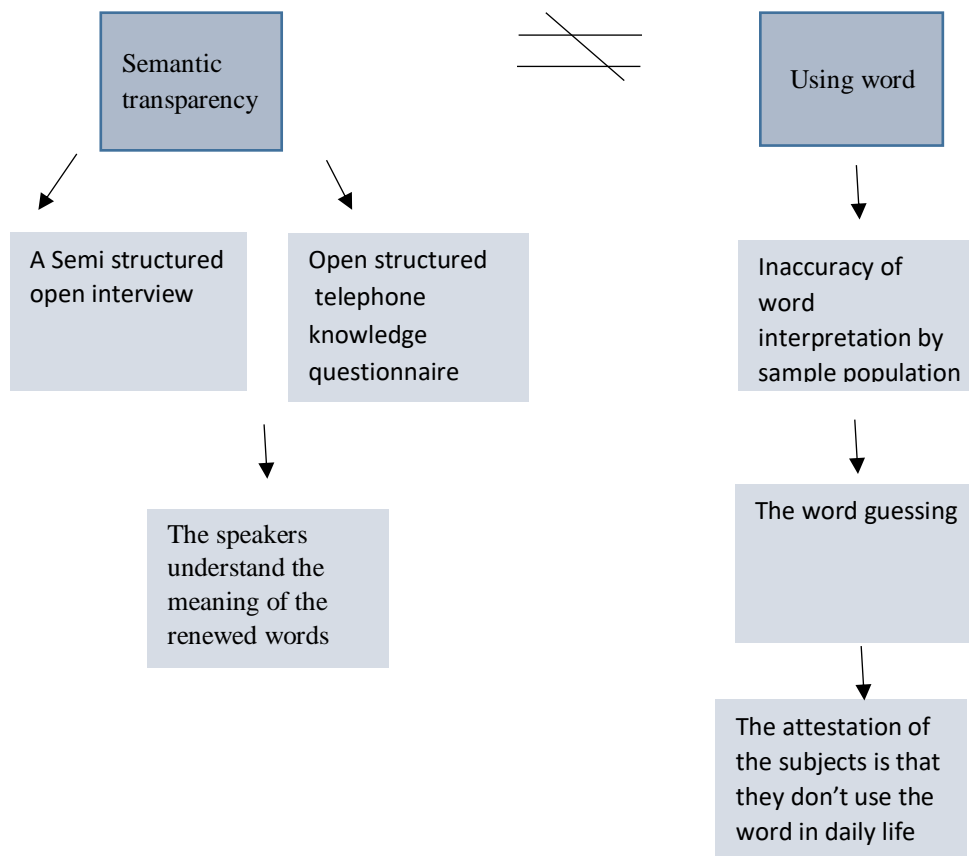 Semantic
transparency
Using word
A Semi structured
open interview
Open structured
telephone
knowledge
questionnaire
The speakers
understand the
meaning of the
renewed words
Inaccuracy of
word
interpretation by
sample population
The word guessing
The attestation of
the subjects is that
they don’t use the
word in daily life